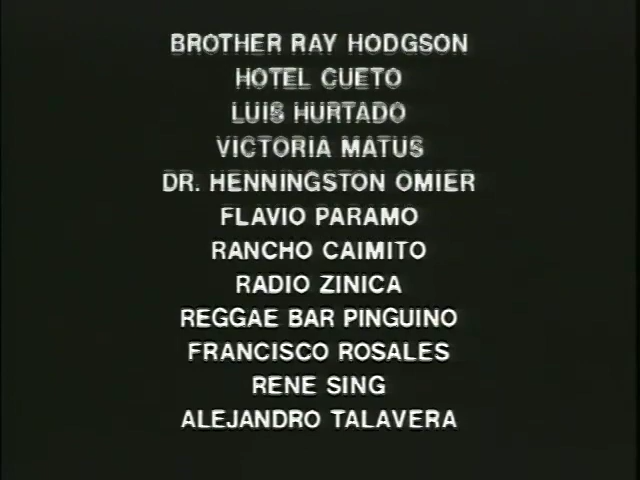 BROTHER RAY HODGSON
HOTEL CUETO
LUIS HURTADO
VICTORIA MATUS
DR. HENNINGSTON OMIER
FLAVIO PARAMO
RANCHO CAIMITO
RADIO ZINICA
REGGAE BAR PINGUINO
FRANCISCO ROSALES
RENE SING
ALEJANDRO TALAVERA